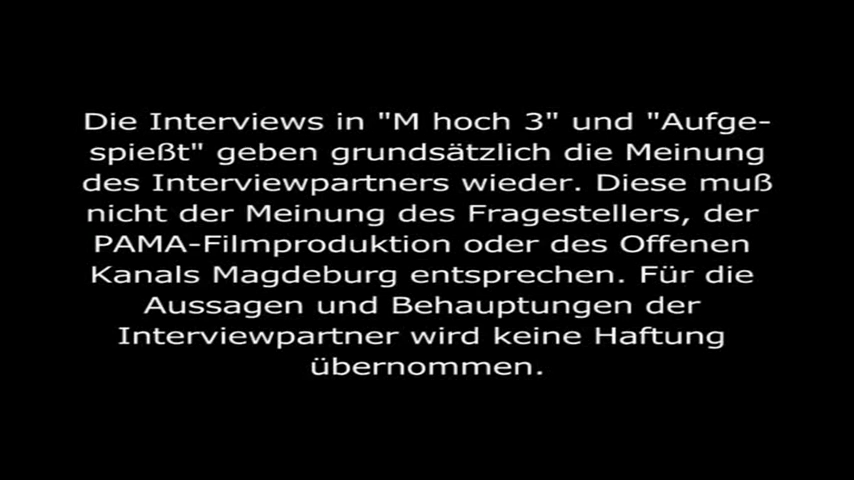 Die Interviews in "M hoch 3" und "Aufge-
spießt" geben grundsätzlich die Meinung
des Interviewpartners wieder. Diese muß
nicht der Meinung des Fragestellers, der
PAMA-Filmproduktion oder des Offenen
Kanals Magdeburg entsprechen. Für die
Aussagen und Behauptungen der
Interviewpartner wird keine Haftung
übernommen.